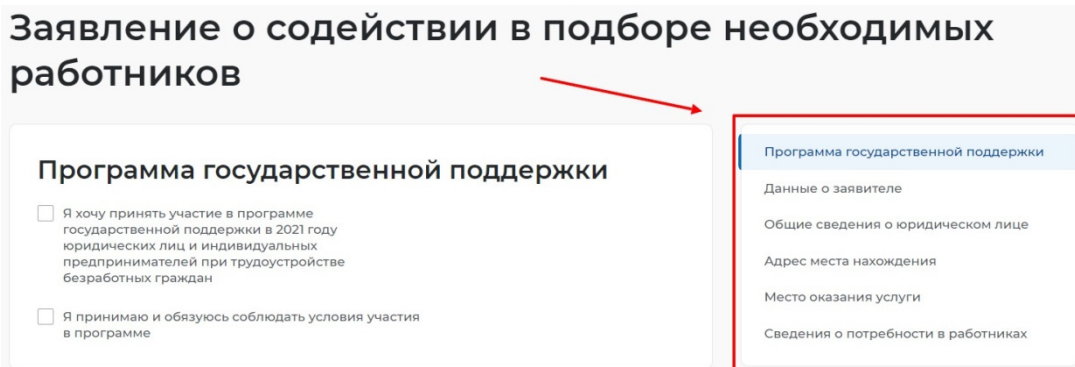 Заявление о содействии в подборе необходимых
работников
Программа государственной поддержки
Я хочу принять участие в программе
государственной поддержки в 2021 году
юридических лиц и индивидуальных
предпринимателей при трудоустройстве
безработных граждан
Я принимаю и обязуюсь соблюдать условия участия
в программе
Программа государственной поддержки
Данные о заявителе
Общие сведения о юридическом лице
Адрес места нахождения
Место оказания услуги
Сведения о потребности в работниках